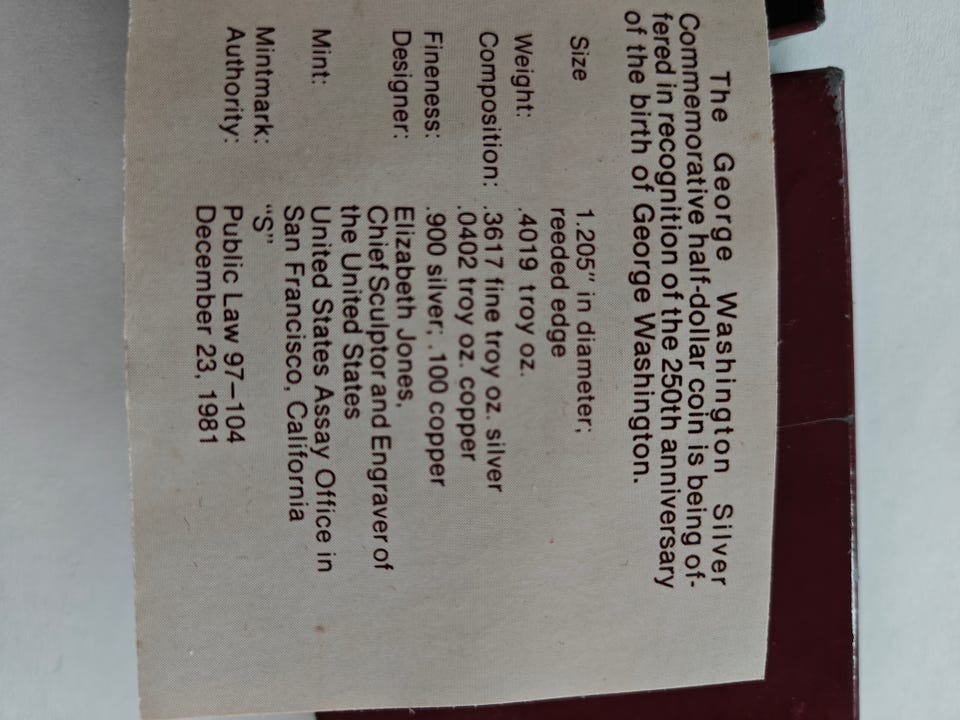 The George Washington Silver
Commemorative half-dollar coin is being of-
fered in recognition of the 250th anniversary
of the birth of George Washington.
Size 1.205" in diameter;
reeded edge
Weight: .4019 troy oz.
Composition: .3617 fine troy oz. silver
.0402 troy oz. copper
Fineness: .900 silver; .100 copper
Designer: Elizabeth Jones,
Chief Sculptor and Engraver of
the United States
Mint: United States Assay Office in
San Francisco, California
Mintmark: "S"
Authority: Public Law 97-104
December 23, 1981